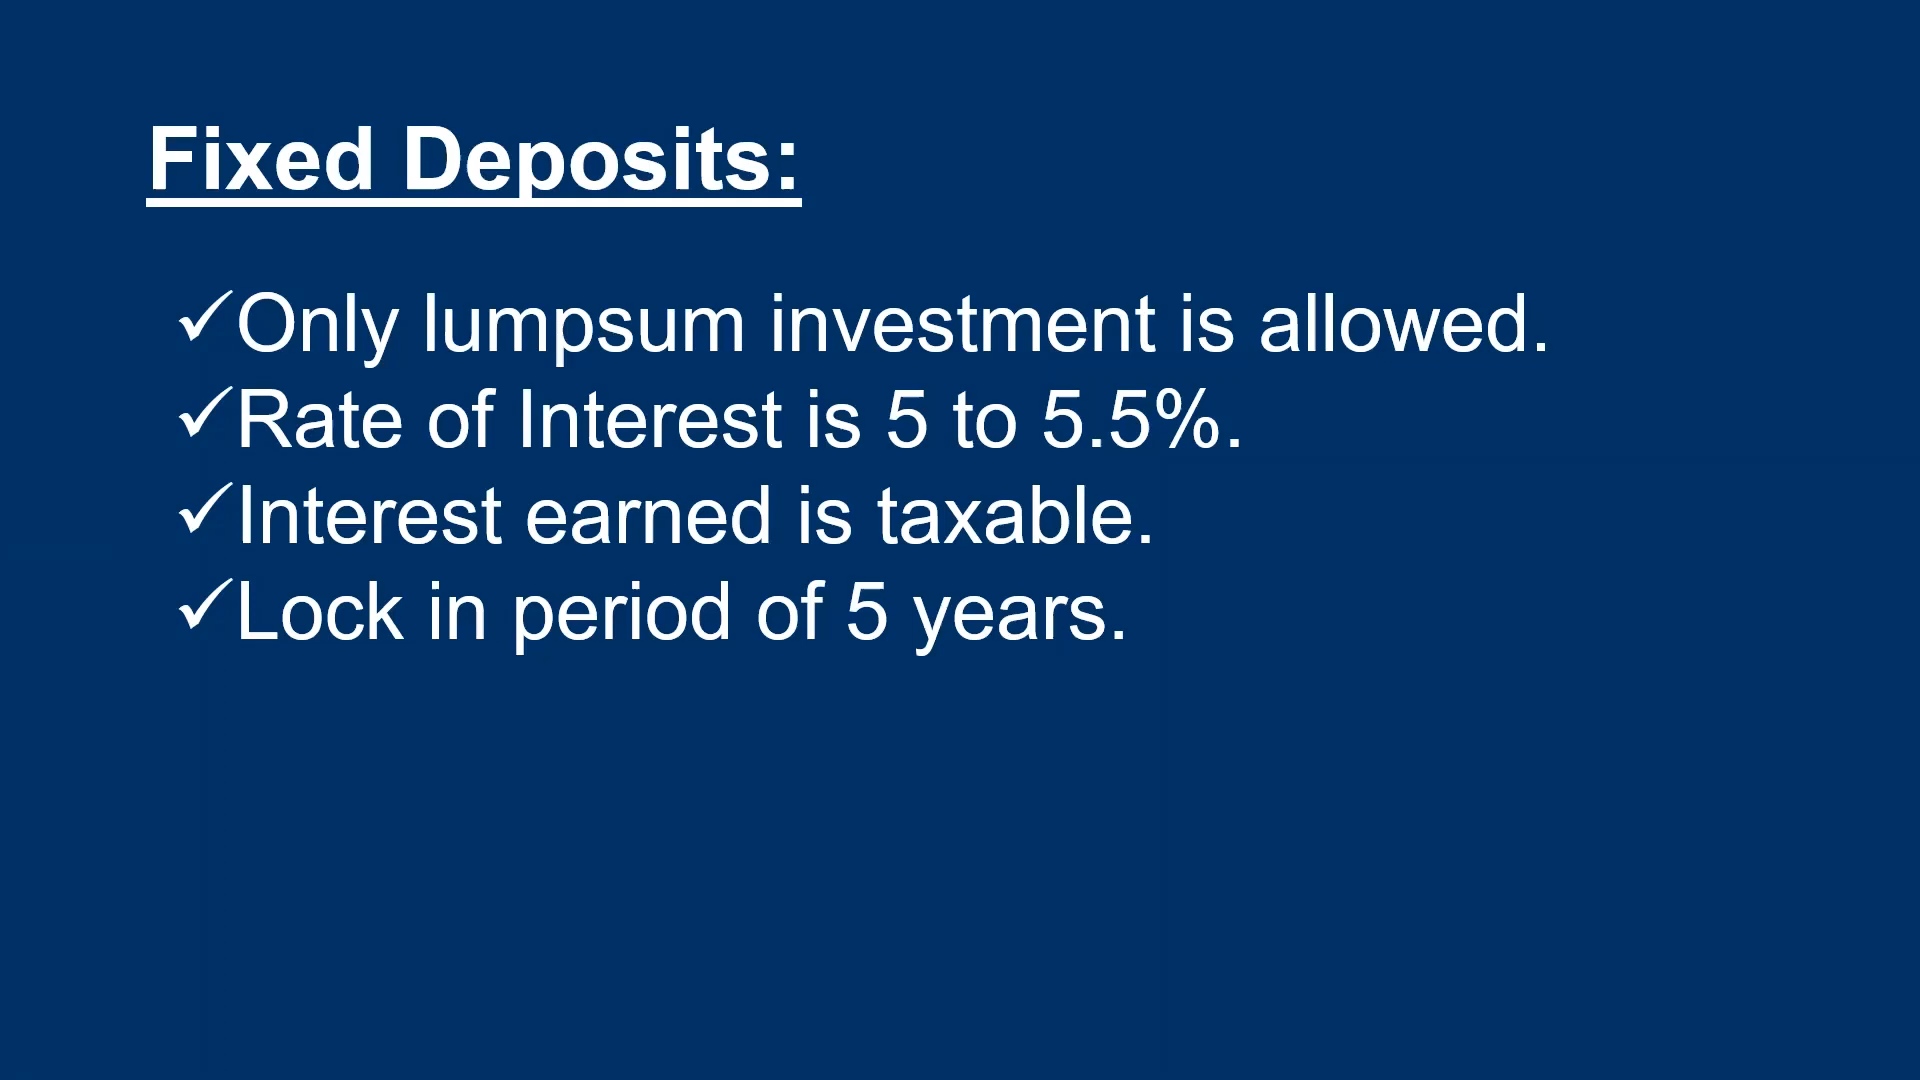 Fixed Deposits:
✓Only lumpsum investment is allowed.
✓Rate of Interest is 5 to 5.5%.
✓Interest earned is taxable.
✓Lock in period of 5 years.